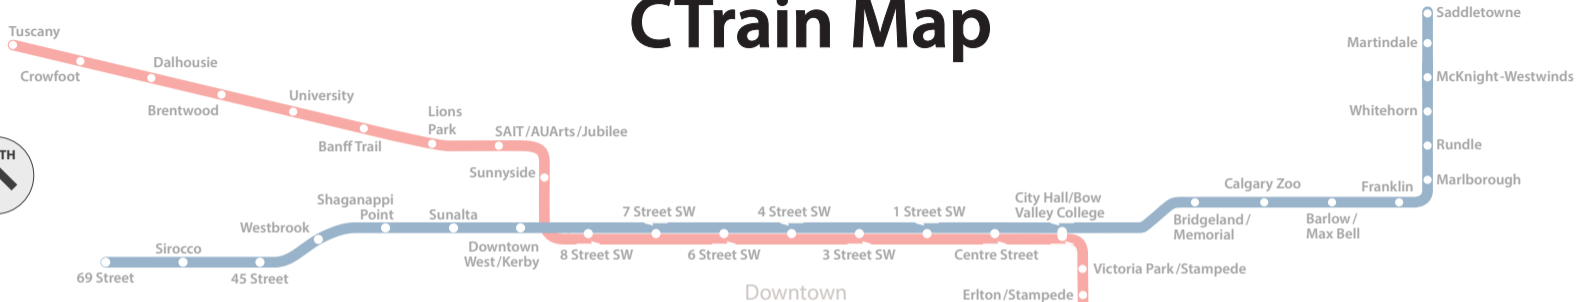 CTrain Map
Tuscany
Crowfoot
Dalhousie
Brentwood
University
Banff Trail
Lions
Park
SAIT/AUArts/Jubilee
Sunnyside
TH
69 Street
Sirocco
45 Street
Westbrook
Shaganappi
Point
Sunalta
Downtown
West/Kerby
8 Street SW
7 Street SW
6 Street SW
4 Street SW
3 Street SW
1 Street SW
Centre Street
City Hall/Bow
Valley College
Downtown
Victoria Park/Stampede
Erlton/Stampede
Bridgeland/
Memorial
Calgary Zoo
Barlow/
Max Bell
Franklin
Marlborough
Rundle
Whitehorn
McKnight-Westwinds
Martindale
Saddletowne